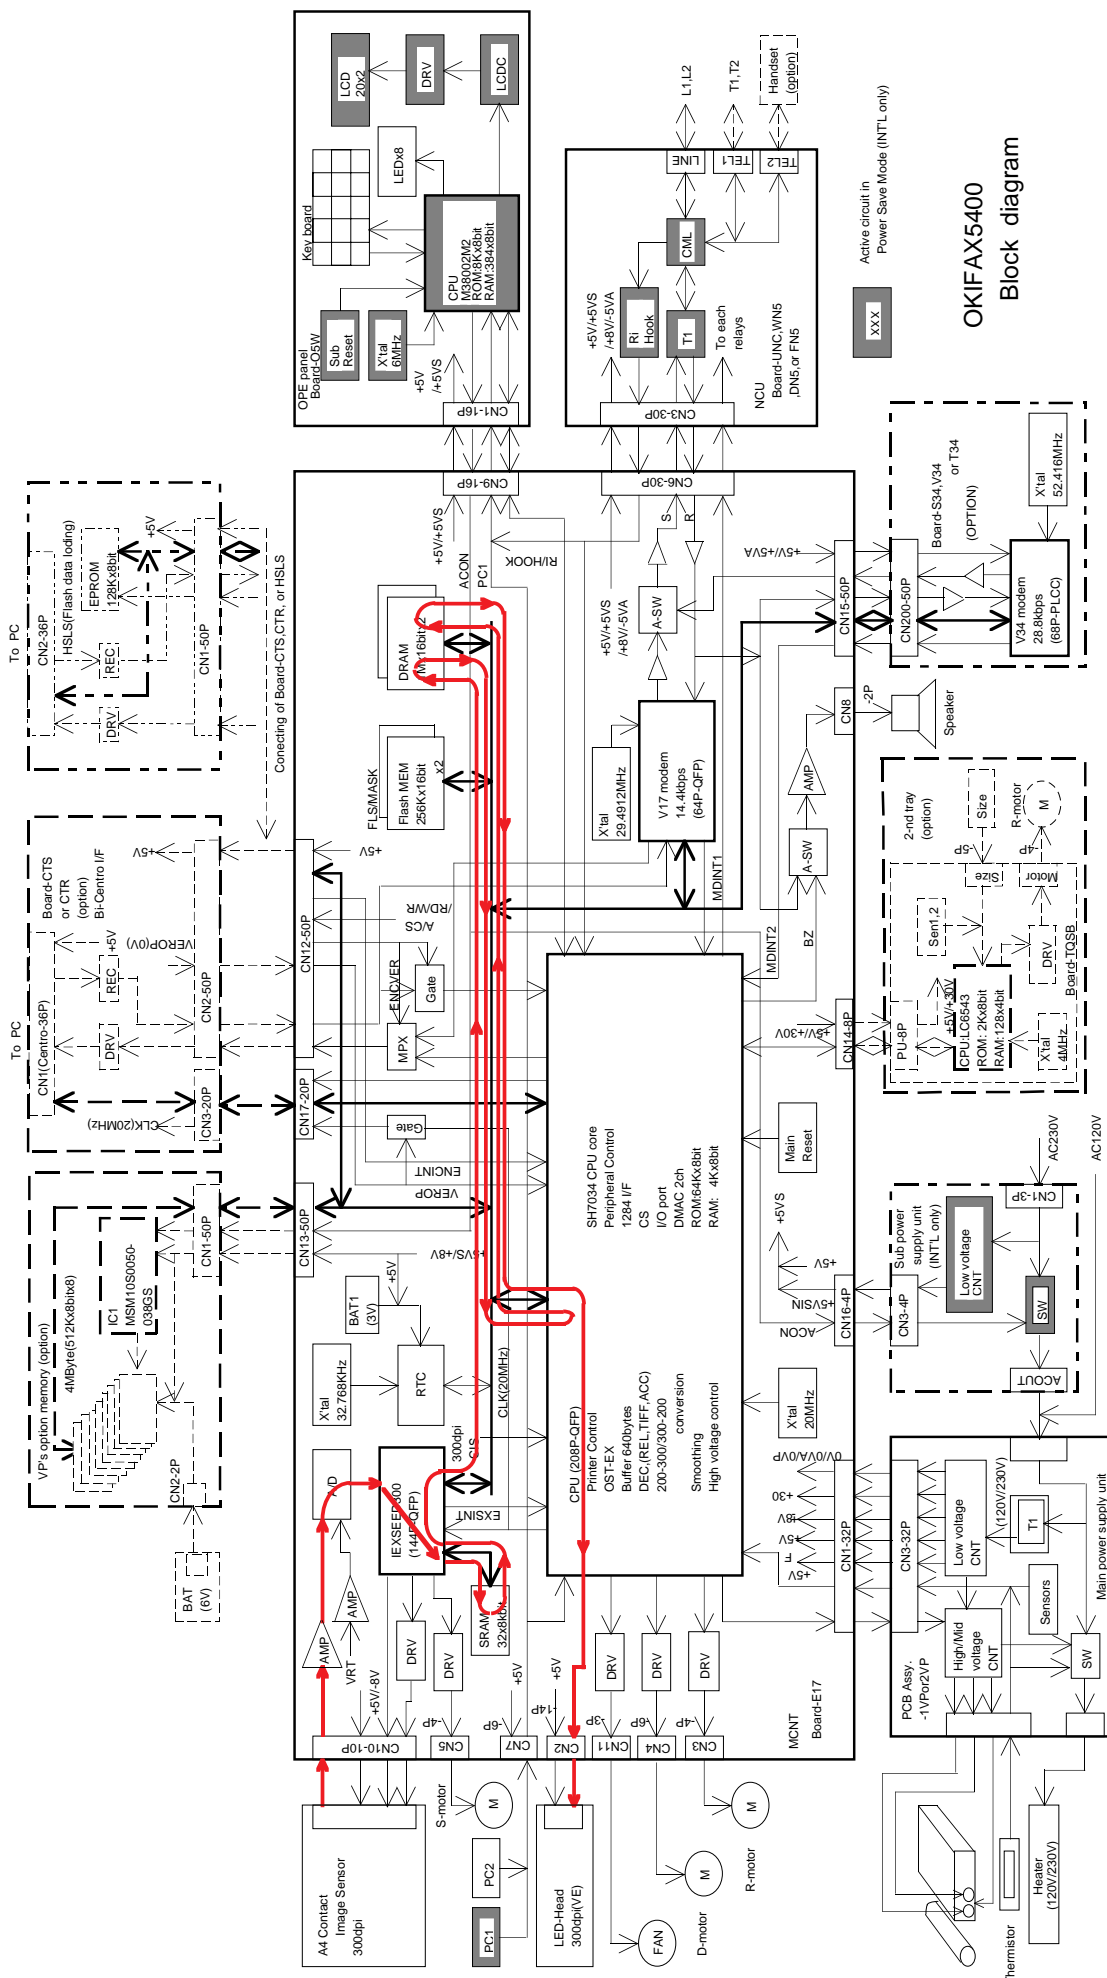 OKIFAX5400
Block diagram
XXX
Active circuit in
Power Save Mode (INT'L only)
OPE panel
Board-O5W
Key board
LCD
20x2
DRV
LCDC
LEDx8
Sub
Reset
X'tal
6MHz
CPU
M38002M2
ROM:8Kx8bit
RAM:384x8bit
+5V
/+5VS
CN1-16P
L1,L2
T1,T2
Handset
(option)
LINE
TEL1
TEL2
CML
Ri
Hook
T1
+5V/+5VS
/+8V/-5VA
To each
relays
NCU
Board-UNC,WN5
,DN5,or FN5
CN3-30P
To PC
CN2-36P
HSLS(Flash data loding)
EPROM
128Kx8bit
+5V
REC
DRV
CN1-50P
Conecting of Board-CTS,CTR, or HSLS
To PC
CN1(Centro-36P)
Board-CTS
or CTR
(option)
Bi-Centro I/F
+5V
+5V
REC
DRV
VEROP(0V)
CN2-50P
CN3-20P
CLK(20MHz)
VP's option memory (option)
4MByte(512Kx8bitx8)
IC1
MSM10S0050-
038GS
CN1-50P
CN2-2P
BAT
(6V)
CN9-16P
+5V/+5VS
ACON
PC1
RI/HOOK
CN6-30P
+5V/+5VS
/+8V/-5VA
S
R
A-SW
DRAM
FLS/MASK
Flash MEM
256Kx16bit
x2
X'tal
29.4912MHz
V17 modem
14.4kbps
(64P-QFP)
MDINT1
MDINT2
BZ
A-SW
AMP
CN8
-2P
Speaker
+5V/+5VA
CN15-50P
CN200-50P
Board-S34,V34
or T34
(OPTION)
X'tal
52.416MHz
V34 modem
28.8kbps
(68P-PLCC)
CN12-50P
+5V
A/CS
/RD/WR
ENCVER
Gate
MPX
CN17-20P
Gate
ENCINT
VEROP
CN13-50P
+5VS/+8V
BAT1
(3V)
+5V
X'tal
32.768KHz
RTC
CLK(20MHz)
300dpi
IEXSEED300
EXSINT
AMP
AMP
VRT
DRV
DRV
SRAM
32x8kbit
SH7034 CPU core
Peripheral Control
1284 I/F
CS
I/O port
DMAC 2ch
ROM:64Kx8bit
RAM: 4Kx8bit
CPU (208P-QFP)
Printer Control
OST-EX
Buffer 640bytes
DEC,(REL,TIFF,ACC)
200-300/300-200
conversion
Smoothing
High voltage control
Main
Reset
X'tal
20MHz
CN14-8P
+5V//+30V
PU-8P
+5V/+30V
2-nd tray
(option)
Size
-5P
Size
R-motor
M
-4P
Motor
Sen1,2
DRV
Board-TQSB
CPU:LC6543
ROM:2Kx8bit
RAM:128x4bit
X'tal
4MHz
+5VS
+5V
+5VSIN
ACON
CN16-4P
CN3-4P
Sub power
supply unit
(INT'L only)
Low voltage
CNT
SW
CN1-3P
AC230V
AC120V
ACOUT
0V/0VA/0VP
+30
+5V
+5V
F
CN1-32P
CN3-32P
Low voltage
CNT
(120V/230V)
T1
Main power supply unit
Sensors
High/Mid
voltage
CNT
SW
PCB Assy.
-1VPor2VP
DRV
DRV
DRV
MCNT
Board-E17
CN10-10P
+5V/-8V
CN5
-4P
CN7
-6P
+5V
CN2
-14P
+5V
CN11
-3P
CN4
-6P
CN3
-4P
A4 Contact
Image Sensor
300dpi
S-motor
M
PC1
PC2
LED-Head
300dpi(VE)
FAN
D-motor
M
R-motor
M
Thermistor
Heater
(120V/230V)